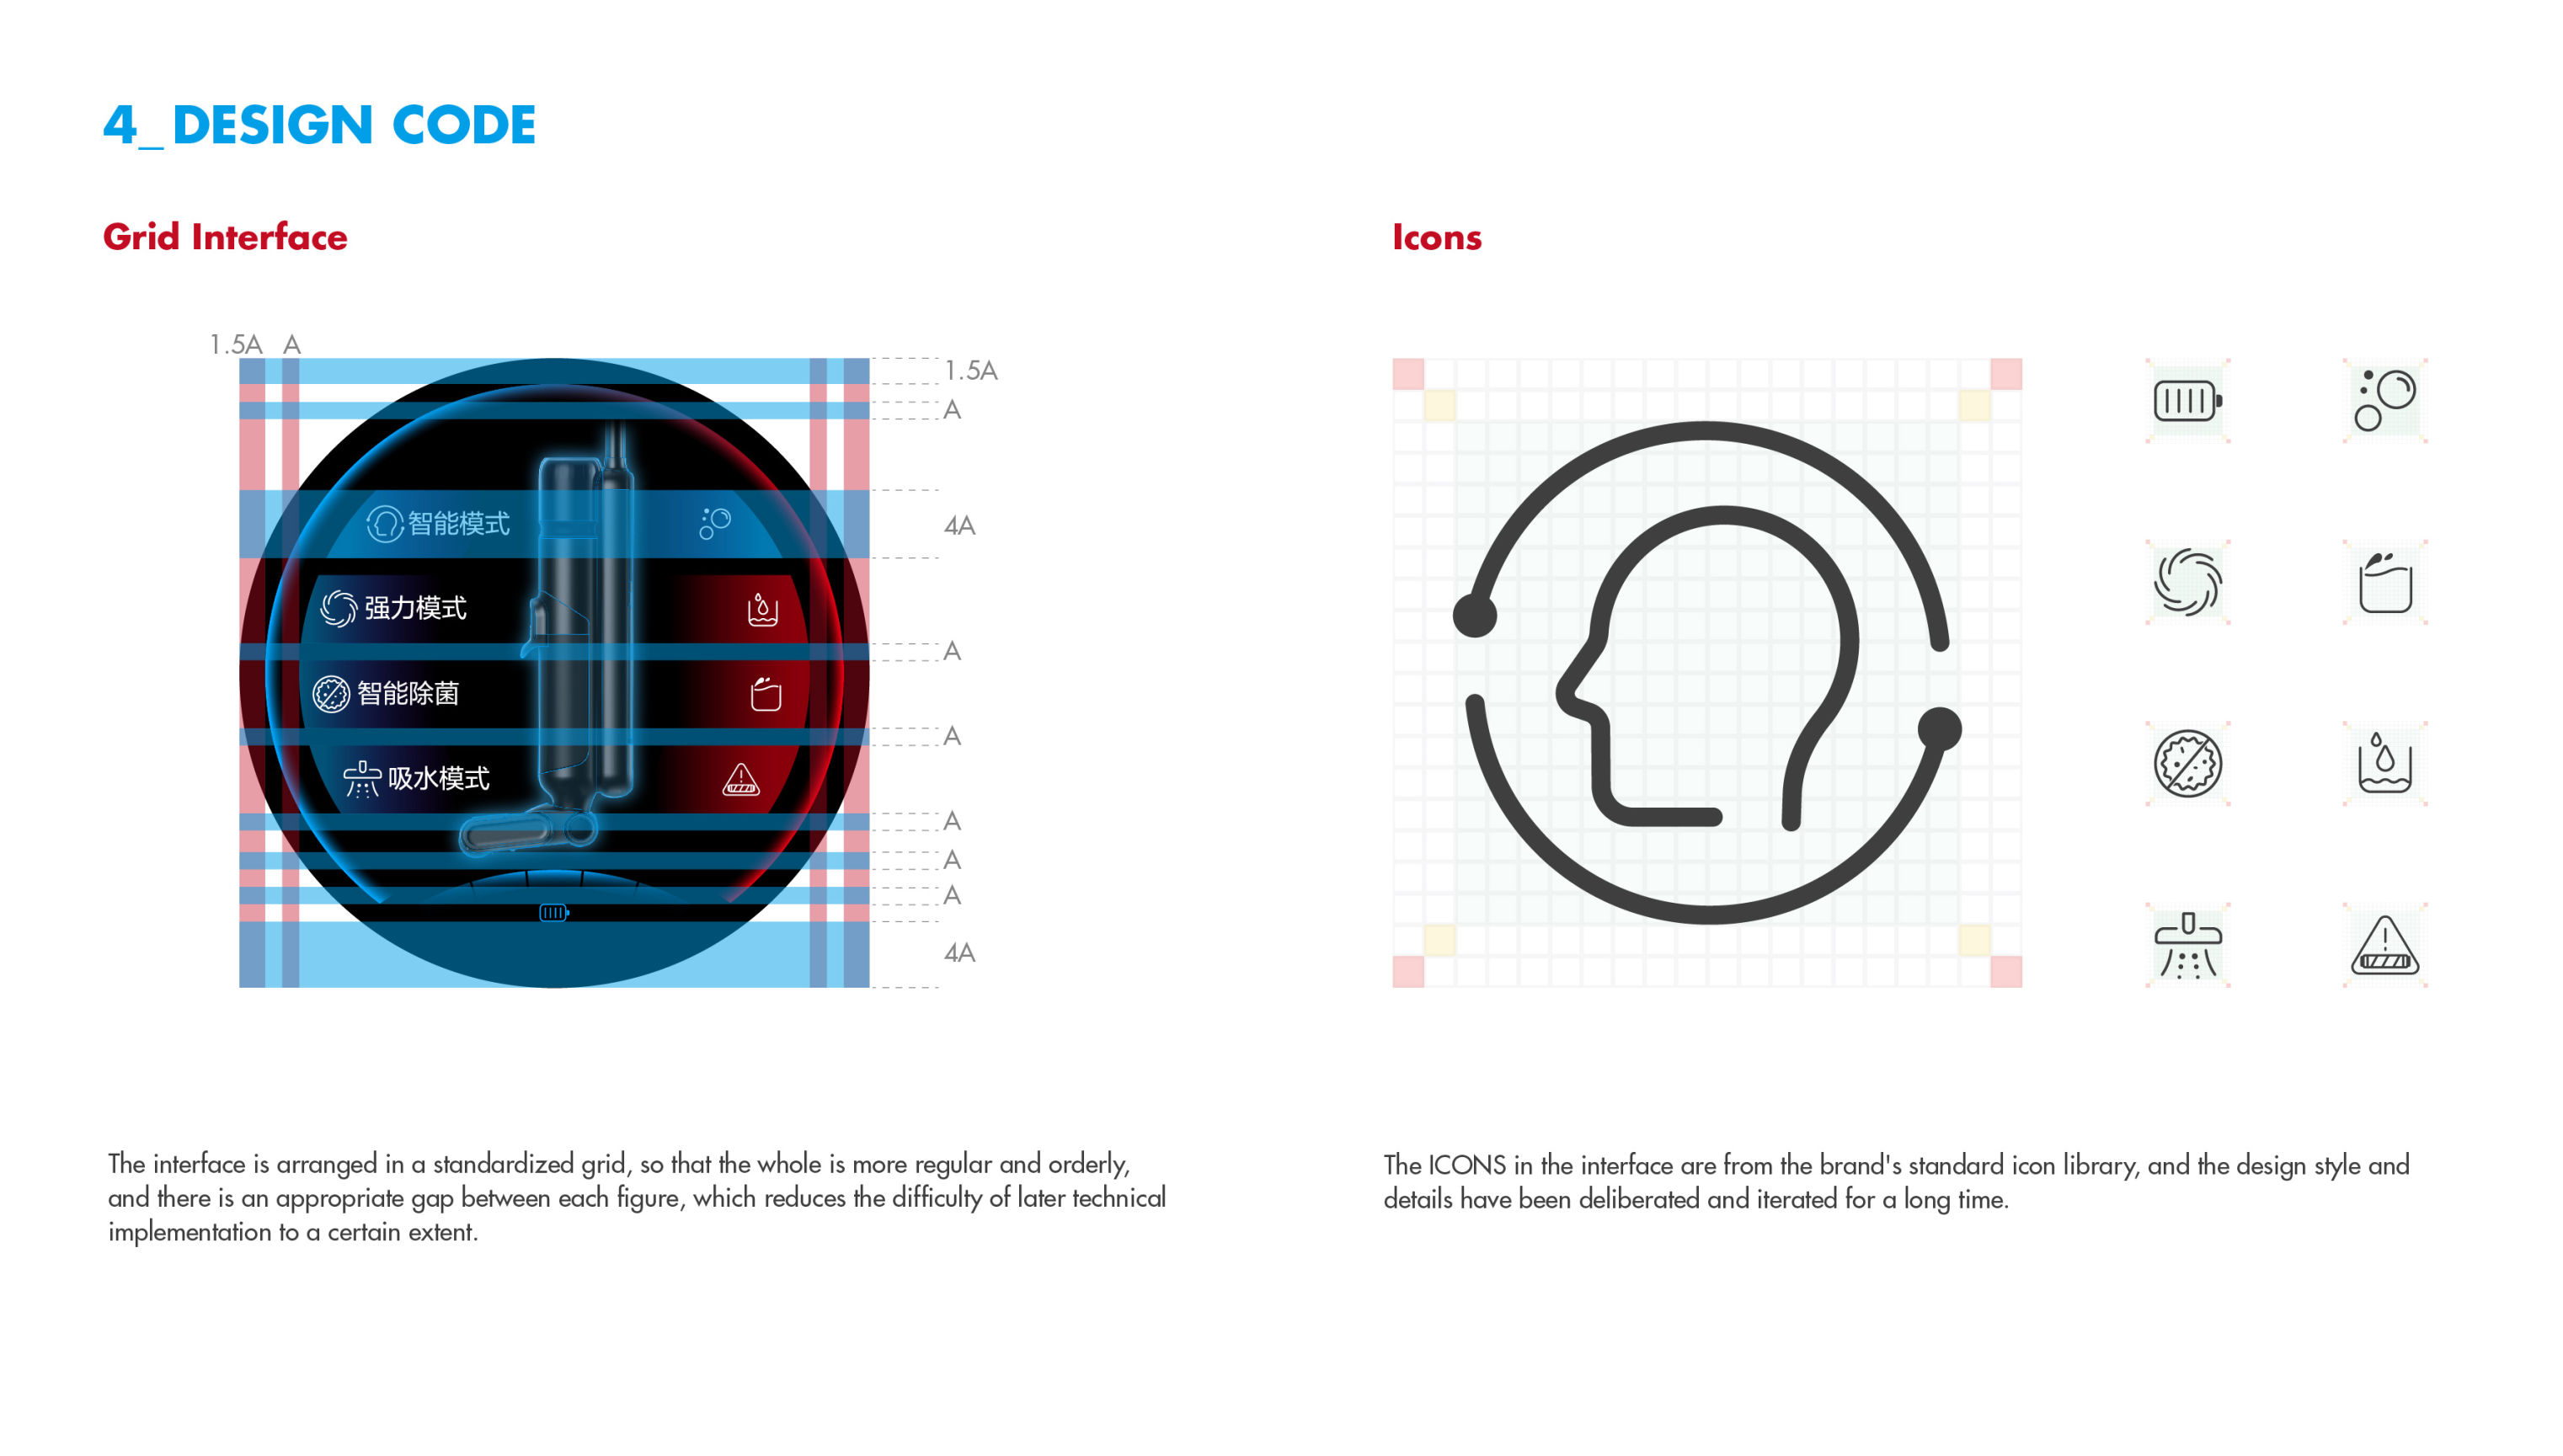 4_ DESIGN CODE
Grid Interface
1.5A A
1.5A
A
4A
A
A
A
A
A
4A
智能模式
强力模式
智能除菌
吸水模式
The interface is arranged in a standardized grid, so that the whole is more regular and orderly,
and there is an appropriate gap between each figure, which reduces the difficulty of later technical
implementation to a certain extent.
Icons
The ICONS in the interface are from the brand's standard icon library, and the design style and
details have been deliberated and iterated for a long time.